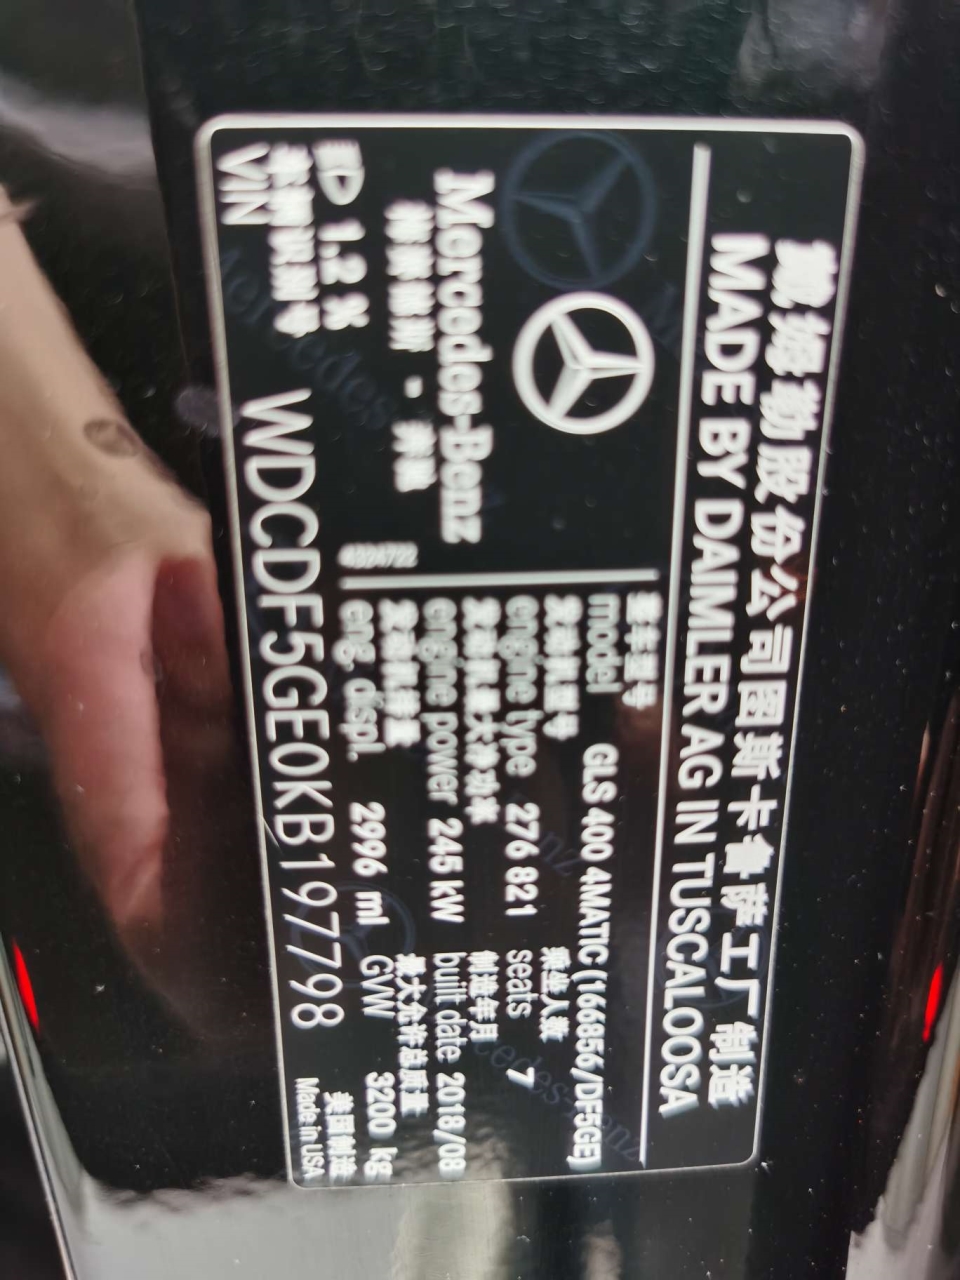 戴姆勒股份公司图斯卡鲁萨工厂制造
MADE BY DAIMLER AG IN TUSCALOOSA
Mercedes-Benz
梅赛德斯 - 奔驰
4324722
整车型号
model GLS 400 4MATIC (166856/DF5GE)
发动机型号 乘坐人数
engine type 276 821 seats 7
发动机最大净功率 制造年月
engine power 245 kW built date 2018/08
发动机排量 最大允许总质量
eng. displ. 2996 ml GVW 3200 kg
1.2
车辆识别号
VIN WDCDF5GE0KB197798
美国制造
Made in USA